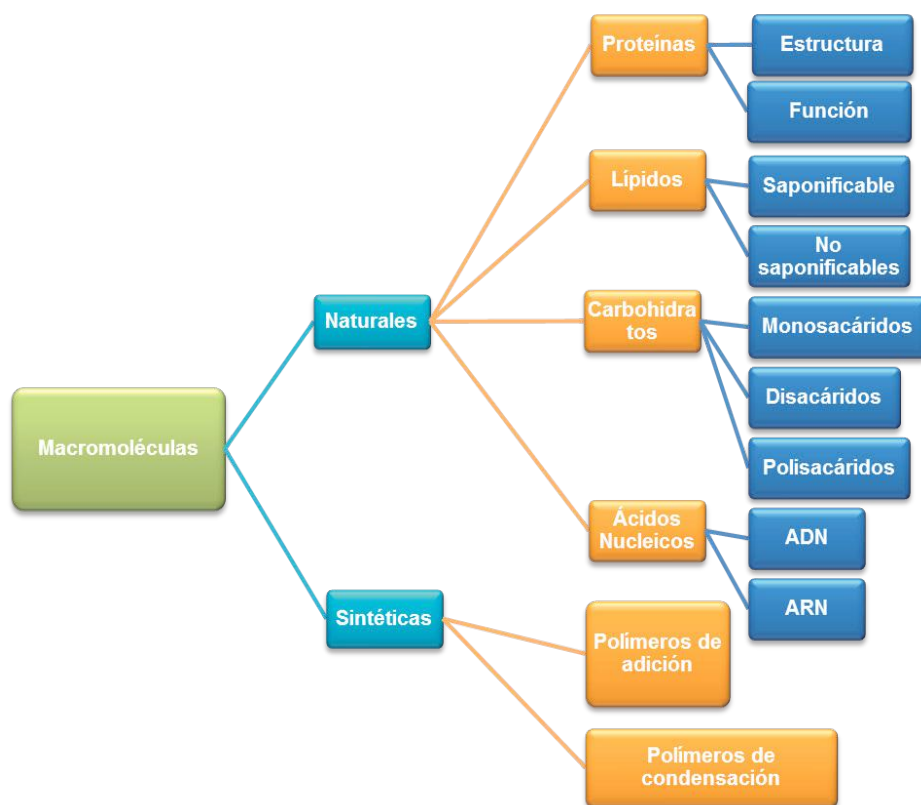 Proteínas
Estructura
Función
Lípidos
Saponificable
No
saponificables
Naturales
Carbohidra
tos
Monosacáridos
Disacáridos
Macromoléculas
Polisacáridos
Ácidos
Nucleicos
ADN
ARN
Sintéticas
Polímeros de
adición
Polímeros de
condensación